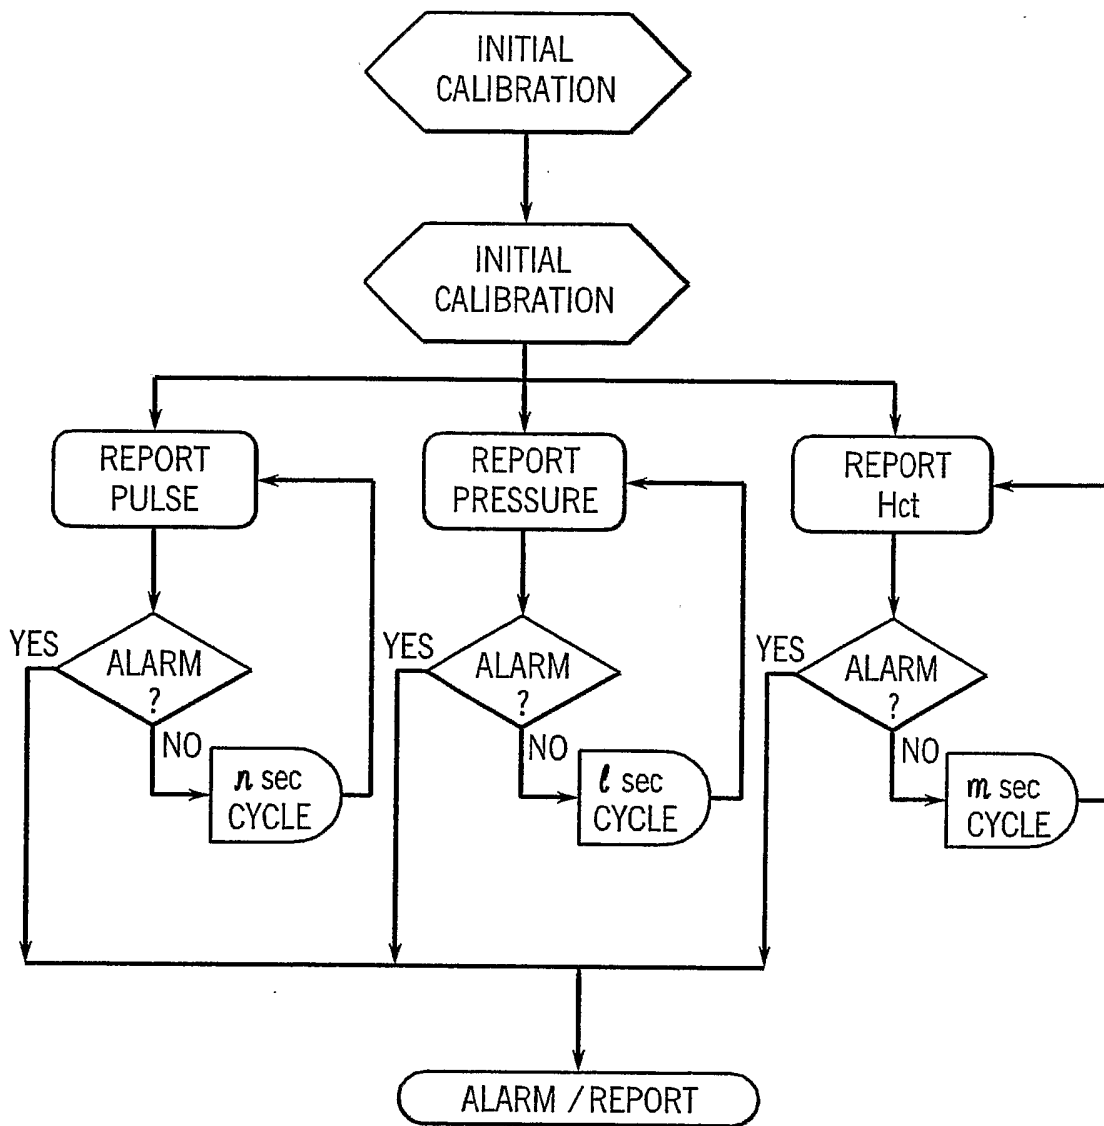 INITIAL
CALIBRATION
INITIAL
CALIBRATION
REPORT
PULSE
REPORT
PRESSURE
REPORT
Hct
YES
ALARM
?
NO
n sec
CYCLE
YES
ALARM
?
NO
l sec
CYCLE
YES
ALARM
?
NO
m sec
CYCLE
ALARM / REPORT